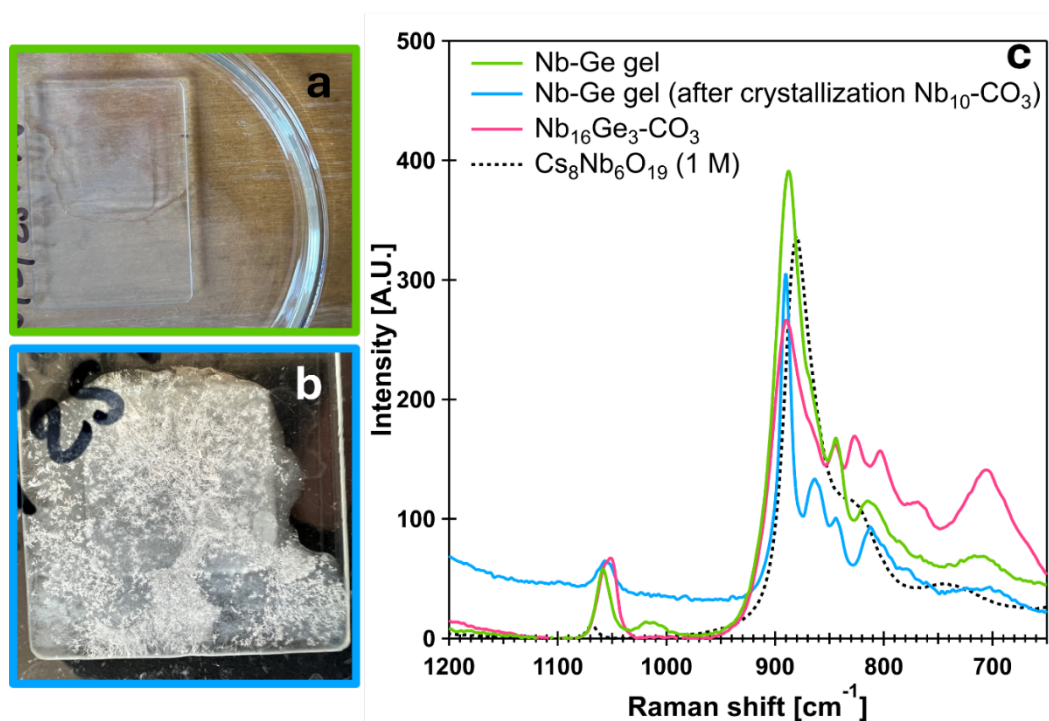 a
b
c
500
400
300
200
100
0
Intensity [A.U.]
Nb-Ge gel
Nb-Ge gel (after crystallization Nb₁₀-CO₃)
Nb₁₆Ge₃-CO₃
Cs₈Nb₆O₁₉ (1 M)
1200 1100 1000 900 800 700
Raman shift [cm⁻¹]